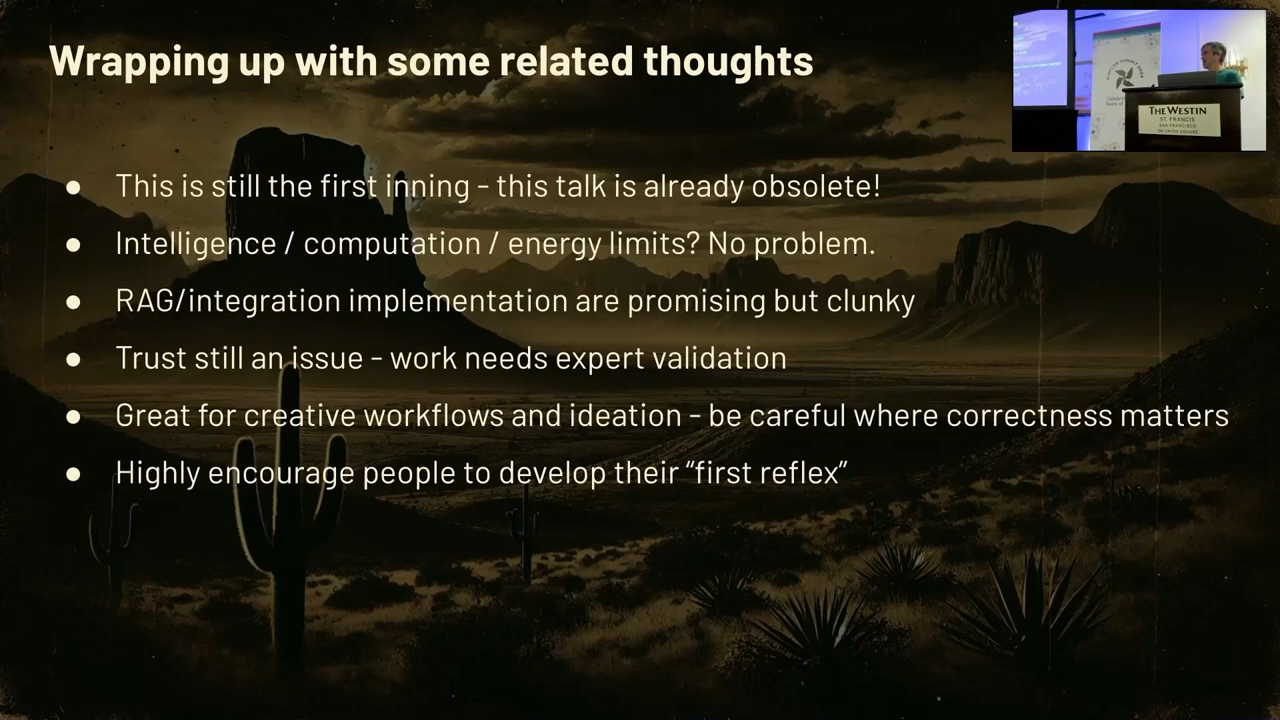 Wrapping up with some related thoughts
● This is still the first inning - this talk is already obsolete!
● Intelligence / computation / energy limits? No problem.
● RAG/integration implementation are promising but clunky
● Trust still an issue - work needs expert validation
● Great for creative workflows and ideation - be careful where correctness matters
● Highly encourage people to develop their “first reflex”
THE WESTIN
ST. FRANCIS
SAN FRANCISCO
ON UNION SQUARE